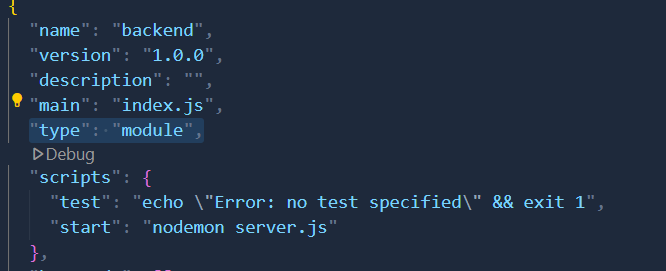 {
"name": "backend",
"version": "1.0.0",
"description": "",
"main": "index.js",
"type": "module",
Debug
"scripts": {
"test": "echo \"Error: no test specified\" && exit 1",
"start": "nodemon server.js"
},